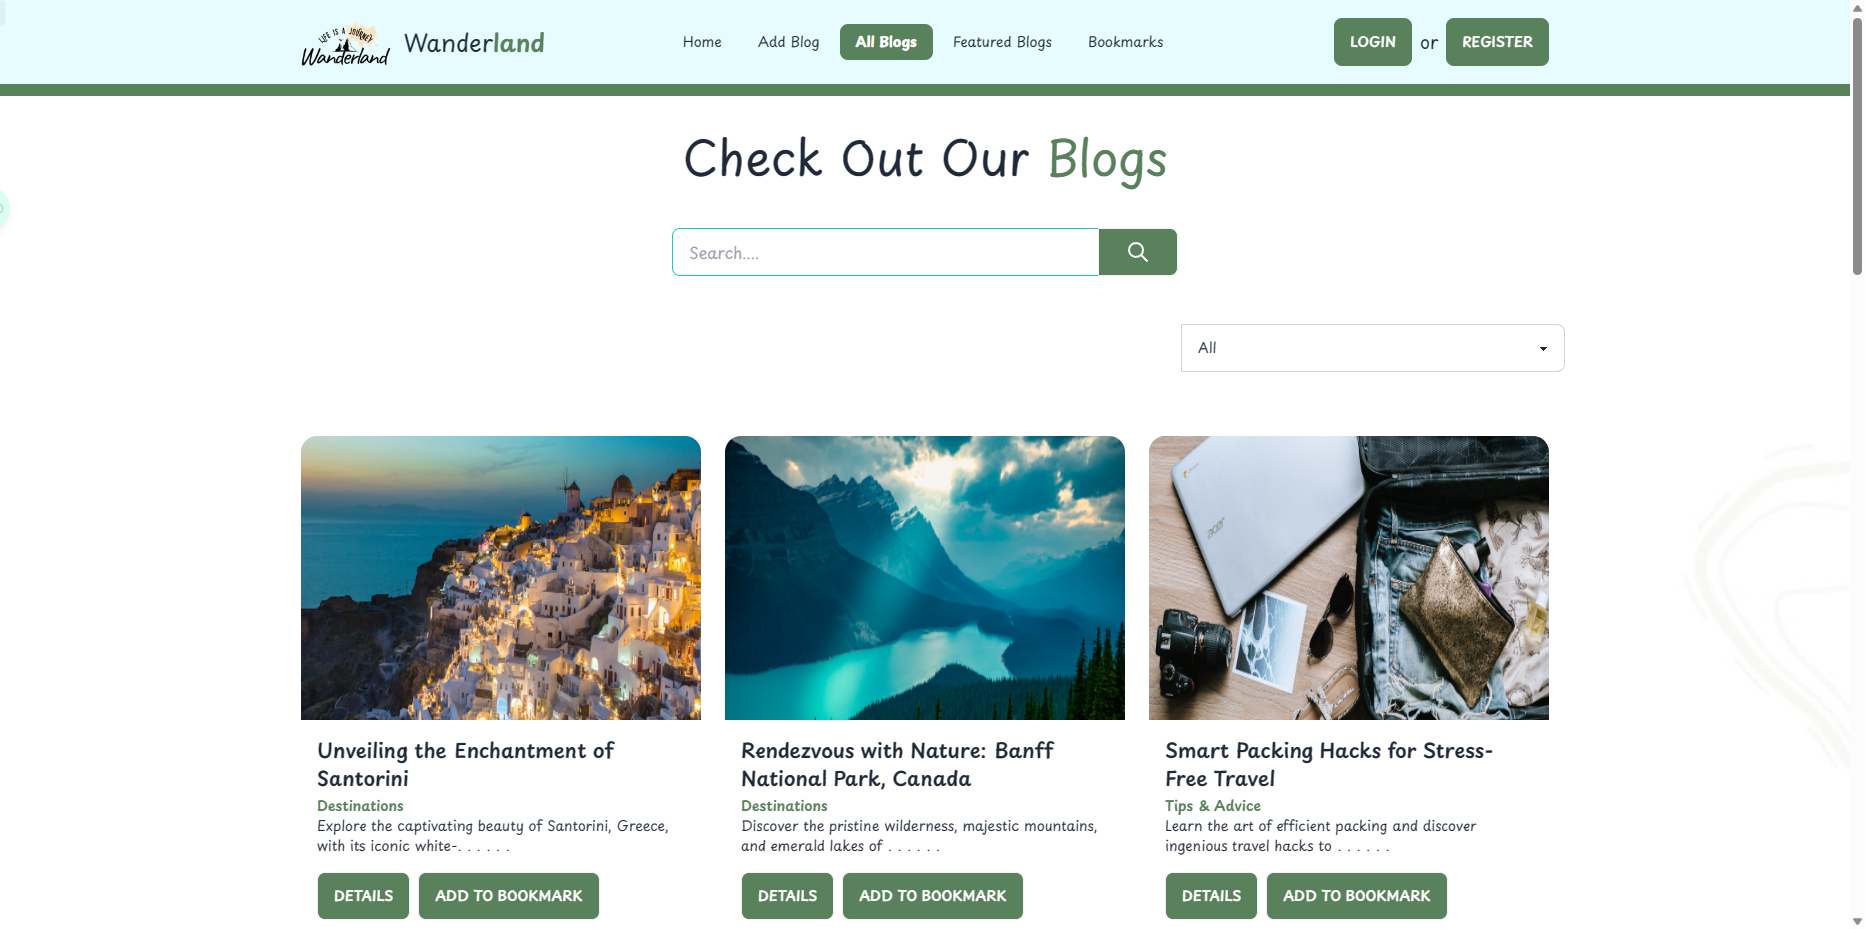 LIFE IS A JOURNEY
Wanderland
Wanderland
Home
Add Blog
All Blogs
Featured Blogs
Bookmarks
LOGIN
or
REGISTER
Check Out Our Blogs
Search....
All
acer
Unveiling the Enchantment of
Santorini
Destinations
Explore the captivating beauty of Santorini, Greece,
with its iconic white-. . . . . .
DETAILS
ADD TO BOOKMARK
Rendezvous with Nature: Banff
National Park, Canada
Destinations
Discover the pristine wilderness, majestic mountains,
and emerald lakes of . . . . . .
DETAILS
ADD TO BOOKMARK
Smart Packing Hacks for Stress-
Free Travel
Tips & Advice
Learn the art of efficient packing and discover
ingenious travel hacks to . . . . . .
DETAILS
ADD TO BOOKMARK